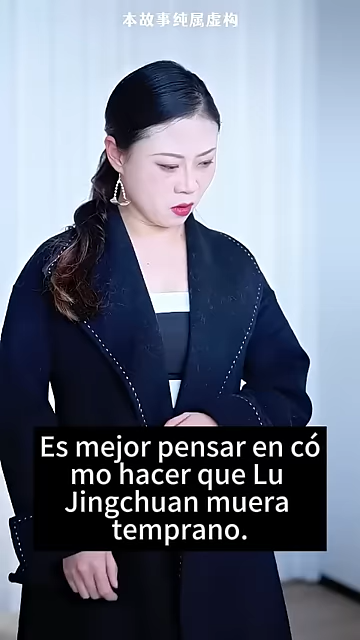 本故事纯属虚构
Es mejor pensar en có
mo hacer que Lu
Jingchuan muera
temprano.